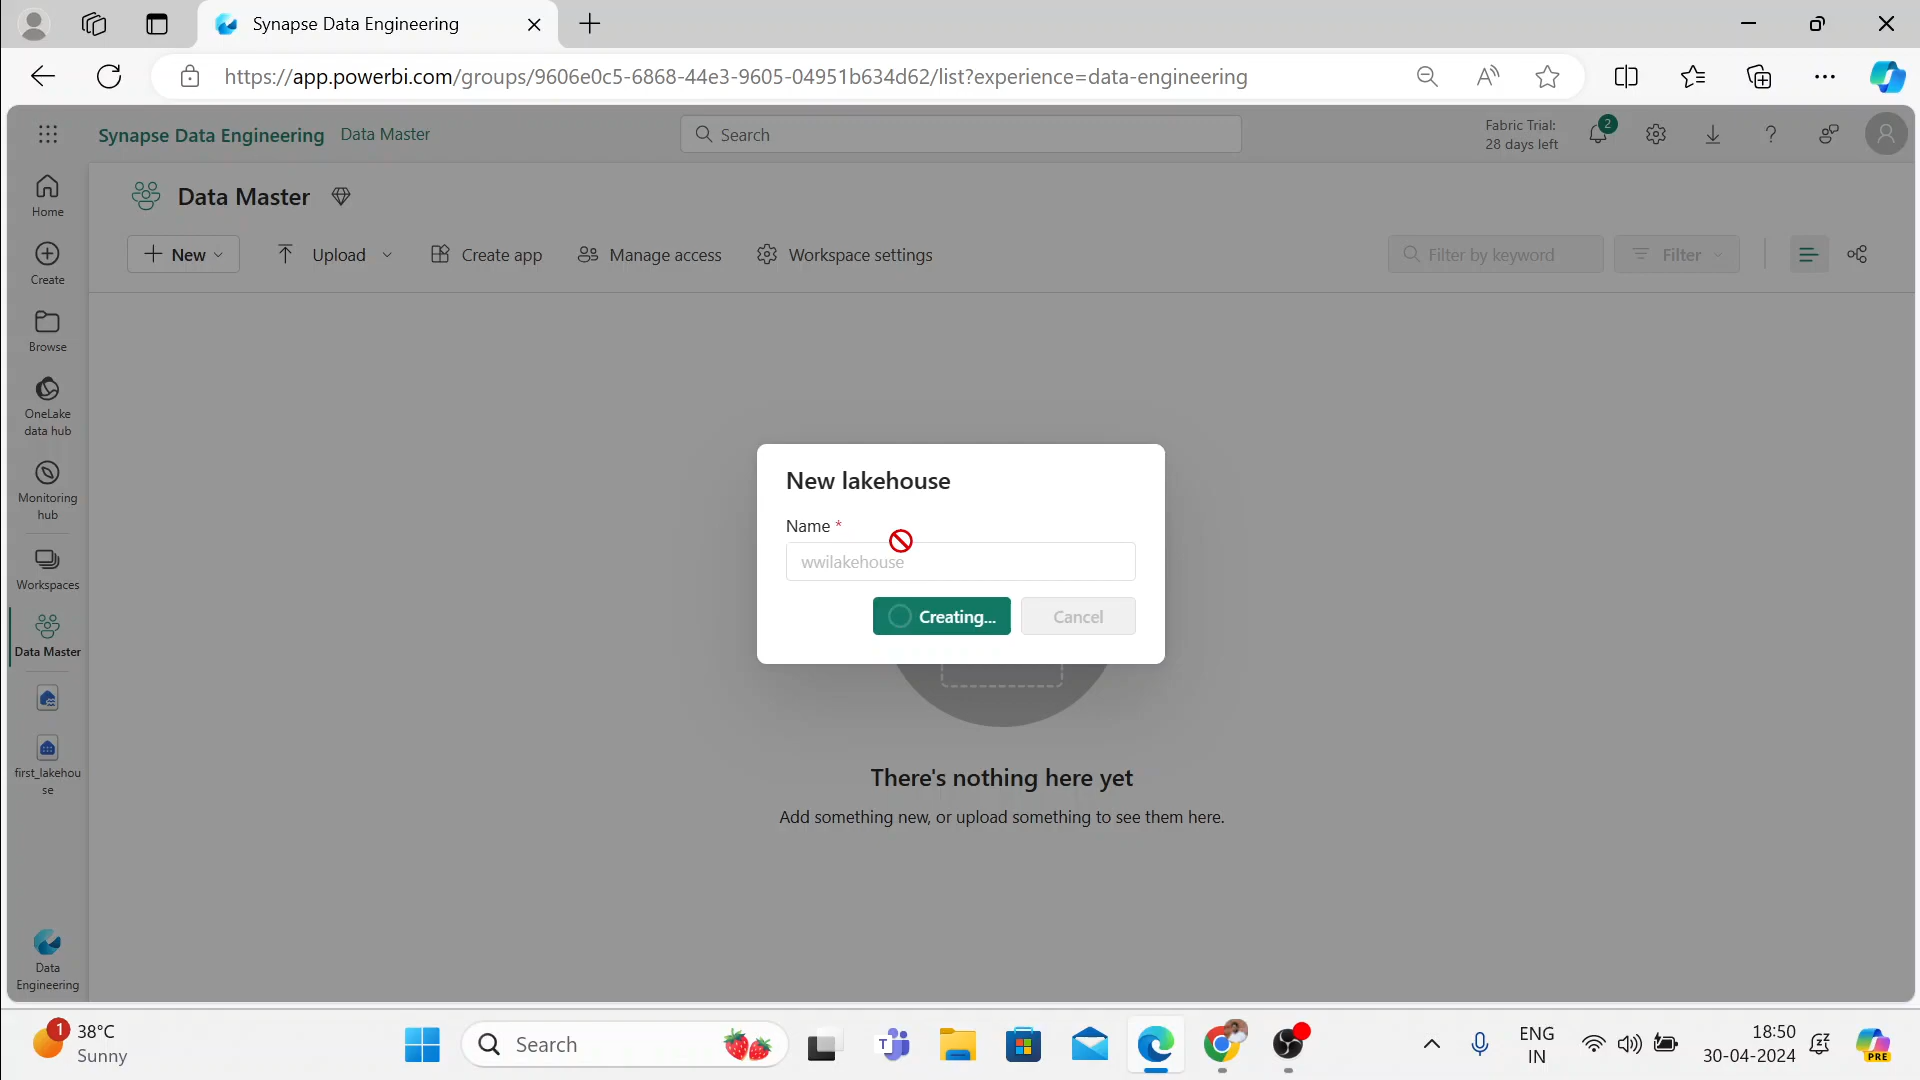 Synapse Data Engineering
https://app.powerbi.com/groups/9606e0c5-6868-44e3-9605-04951b634d62/list?experience=data-engineering
Synapse Data Engineering Data Master
Search
Fabric Trial:
28 days left
2
Data Master
New
Upload
Create app
Manage access
Workspace settings
Filter by keyword
Filter
Home
Create
Browse
OneLake
data hub
Monitoring
hub
Workspaces
Data Master
first_lakehou
se
Data
Engineering
New lakehouse
Name *
wwilakehouse
Creating...
Cancel
There's nothing here yet
Add something new, or upload something to see them here.
1
38°C
Sunny
Search
T
ENG
IN
18:50
30-04-2024
PRE